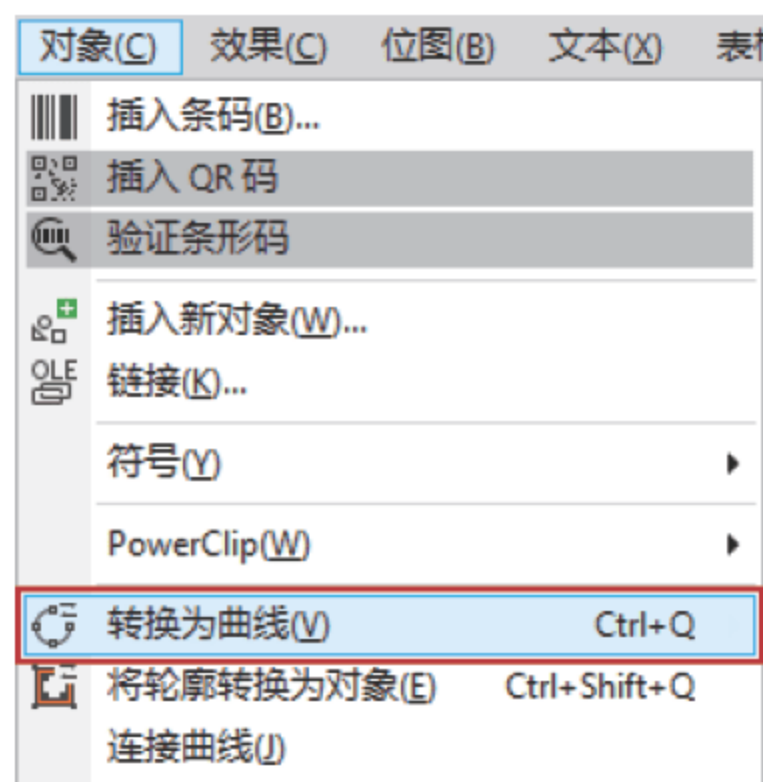 对象(C) 效果(C) 位图(B) 文本(X)
插入条码(B)...
插入 QR 码
验证条形码
插入新对象(W)...
OLE 链接(K)...
符号(Y)
PowerClip(W)
转换为曲线(V) Ctrl+Q
将轮廓转换为对象(E) Ctrl+Shift+Q
连接曲线(J)